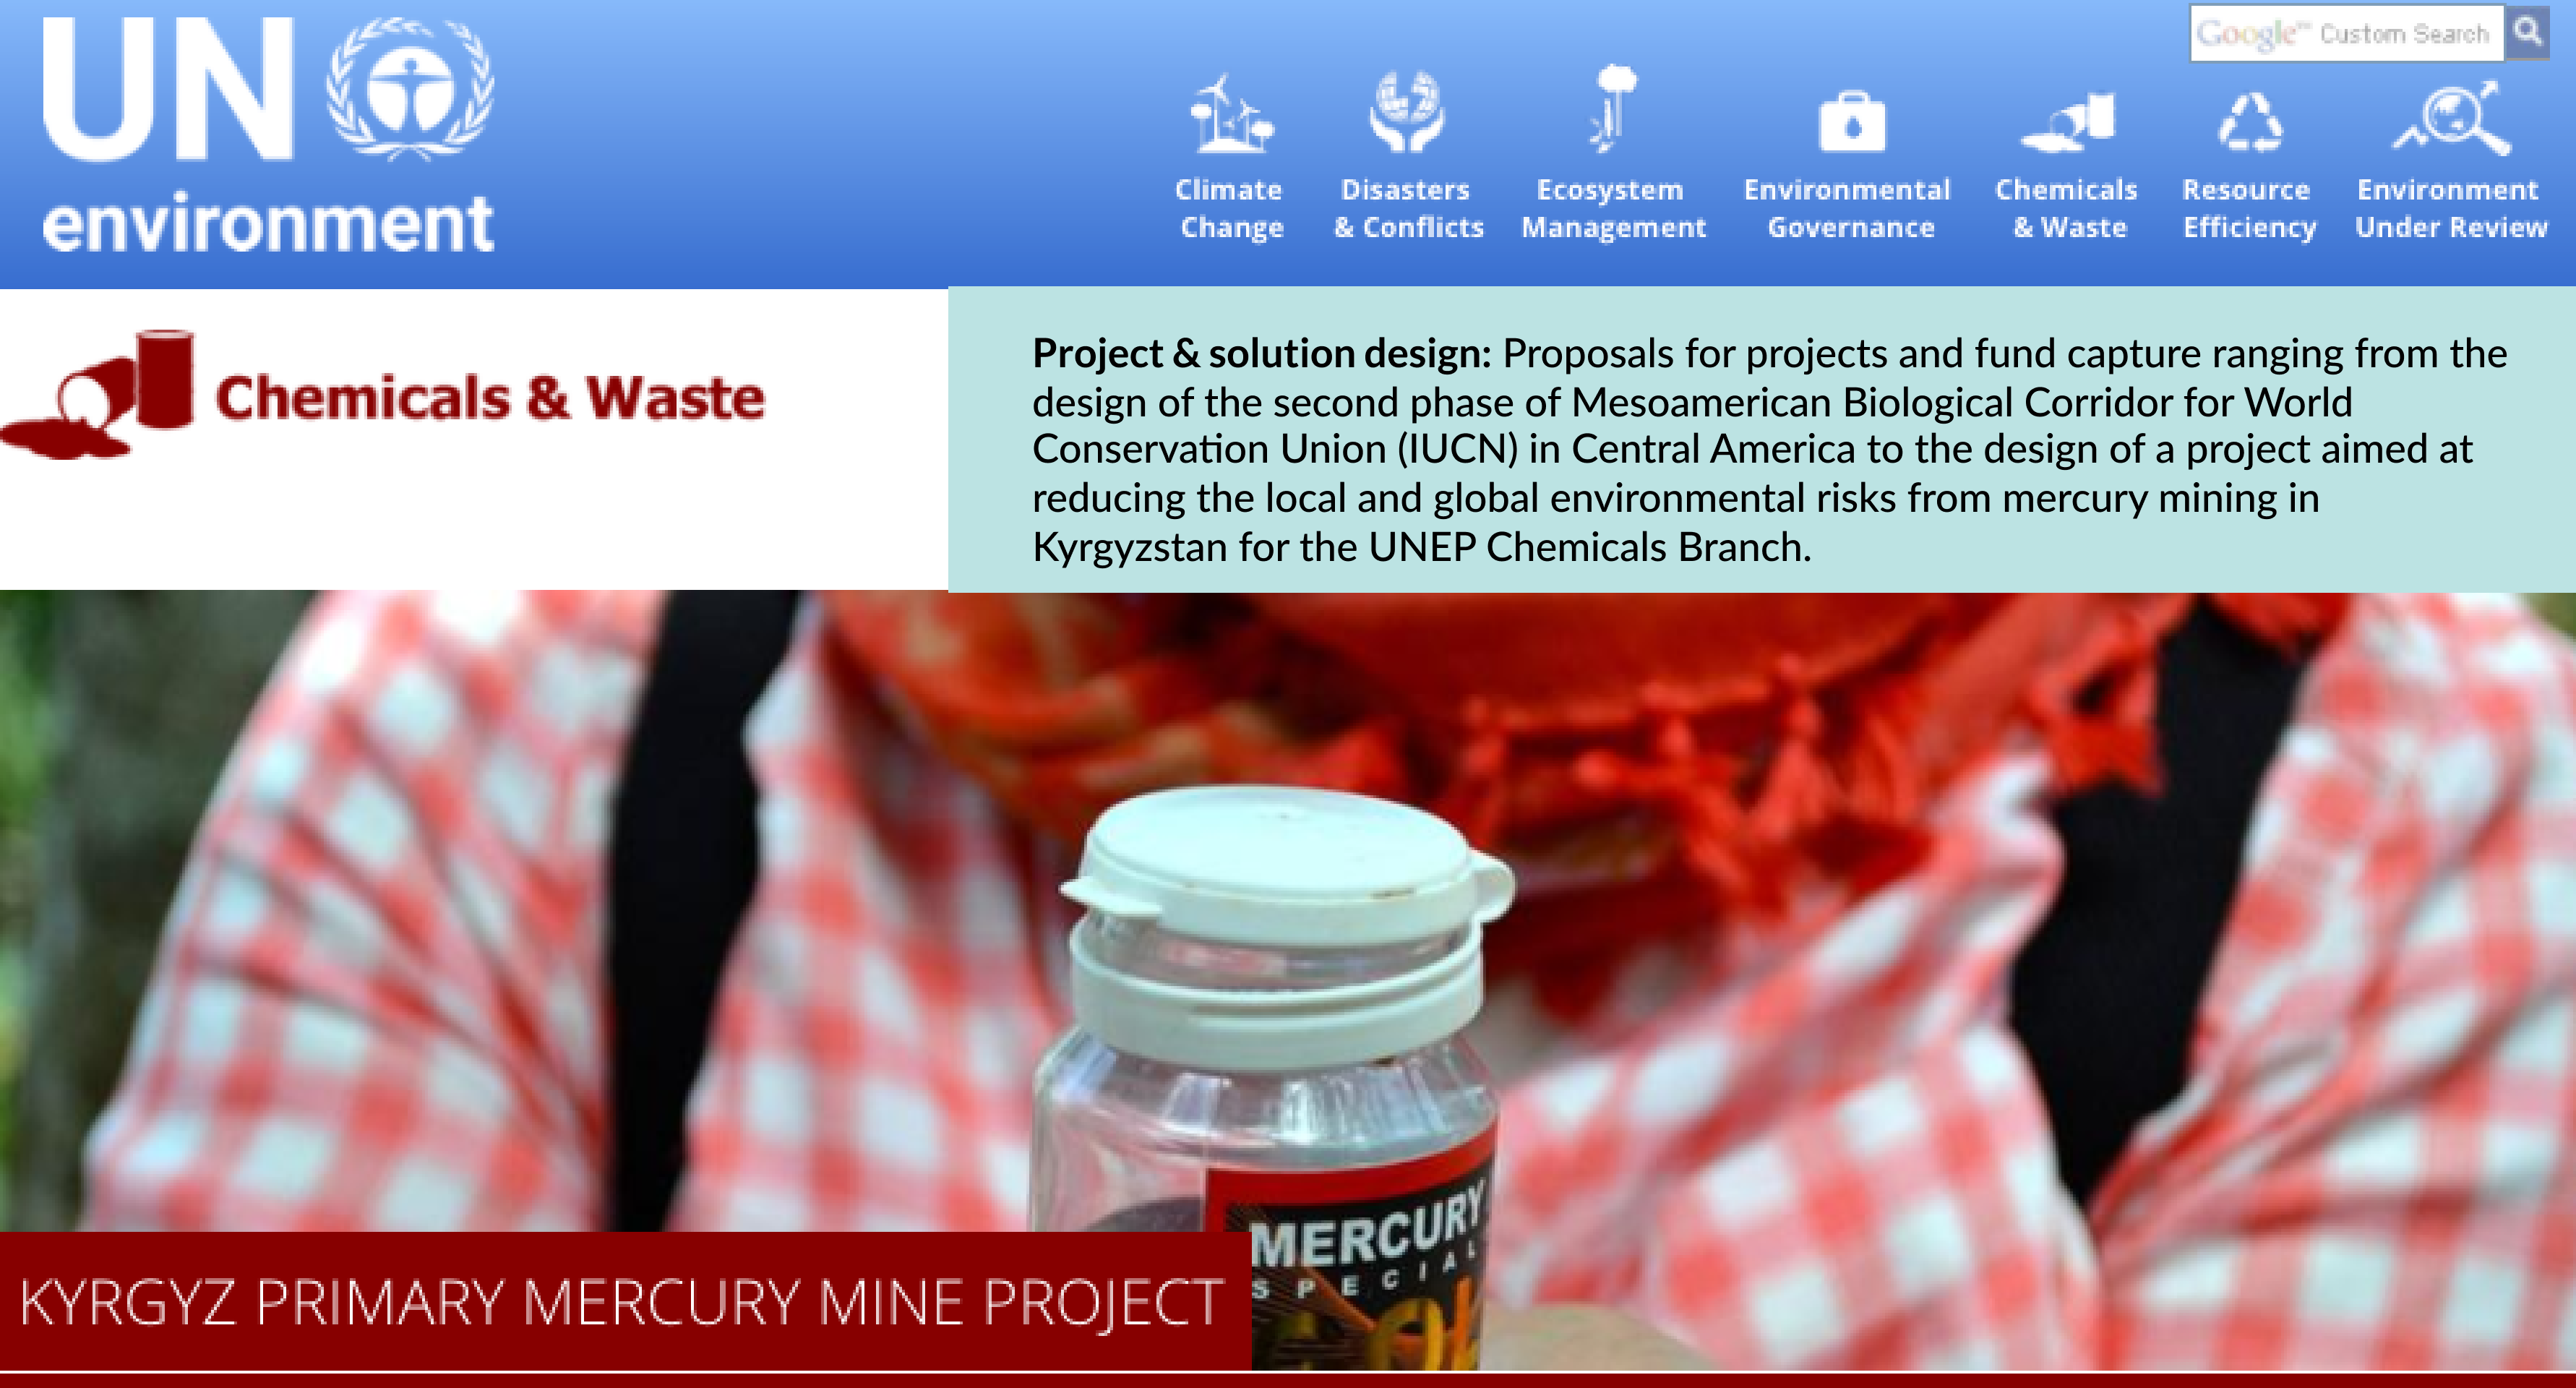 UN
environment
Google™ Custom Search
Climate
Change
Disasters
& Conflicts
Ecosystem
Management
Environmental
Governance
Chemicals
& Waste
Resource
Efficiency
Environment
Under Review
Chemicals & Waste
Project & solution design: Proposals for projects and fund capture ranging from the
design of the second phase of Mesoamerican Biological Corridor for World
Conservation Union (IUCN) in Central America to the design of a project aimed at
reducing the local and global environmental risks from mercury mining in
Kyrgyzstan for the UNEP Chemicals Branch.
MERCURY
SPECIAL
KYRGYZ PRIMARY MERCURY MINE PROJECT